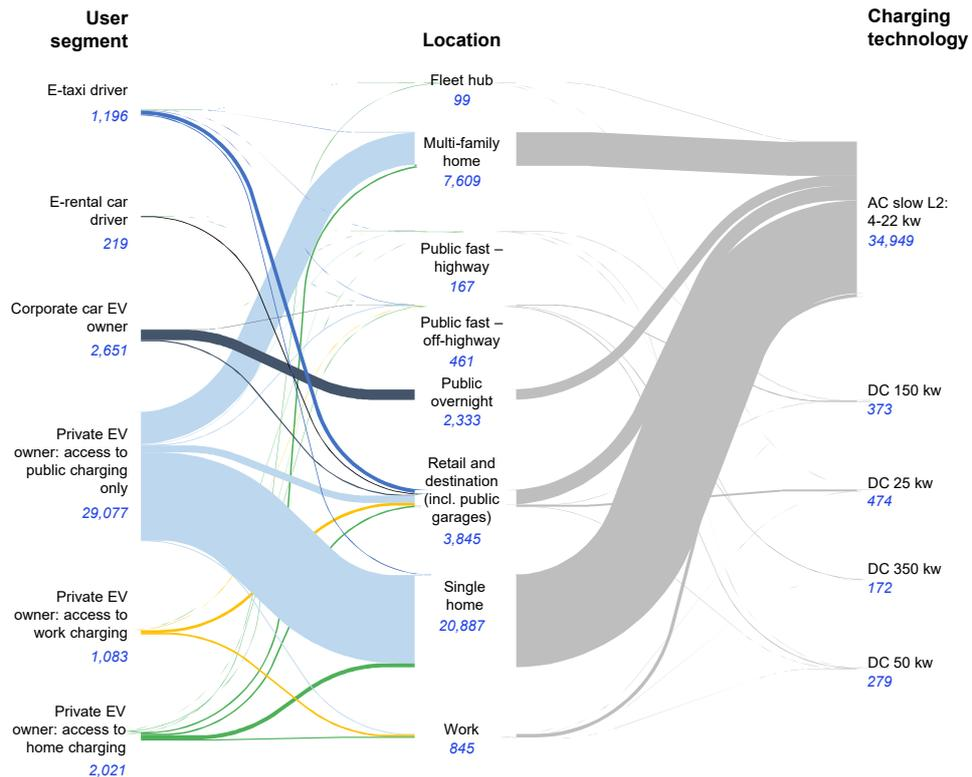 User
segment
Location
Charging
technology
E-taxi driver
1,196
E-rental car
driver
219
Corporate car EV
owner
2,651
Private EV
owner: access to
public charging
only
29,077
Private EV
owner: access to
work charging
1,083
Private EV
owner: access to
home charging
2,021
Fleet hub
99
Multi-family
home
7,609
Public fast –
highway
167
Public fast –
off-highway
461
Public
overnight
2,333
Retail and
destination
(incl. public
garages)
3,845
Single
home
20,887
Work
845
AC slow L2:
4-22 kw
34,949
DC 150 kw
373
DC 25 kw
474
DC 350 kw
172
DC 50 kw
279